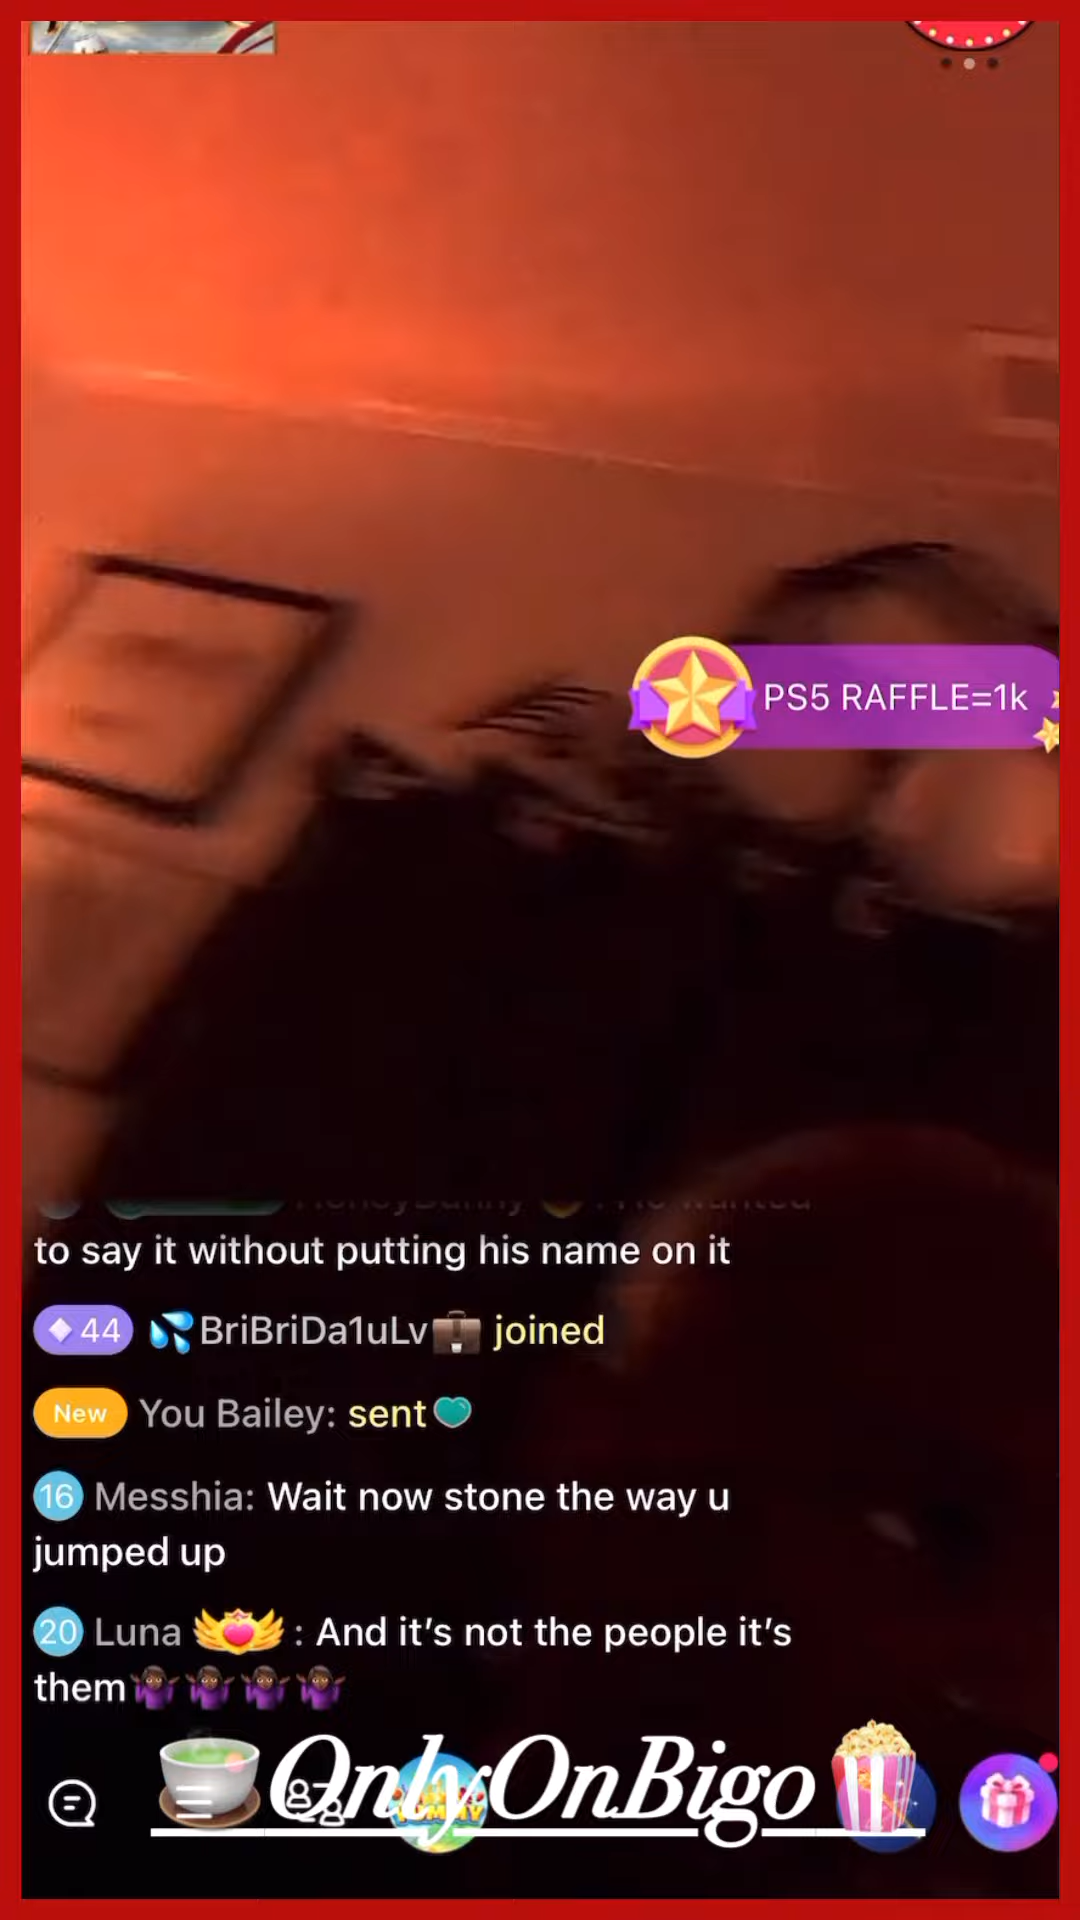 PS5 RAFFLE=1k
to say it without putting his name on it
44 BriBriDa1uLv joined
New You Bailey: sent
16 Messhia: Wait now stone the way u
jumped up
20 Luna : And it’s not the people it’s
them
OnlyOnBigo